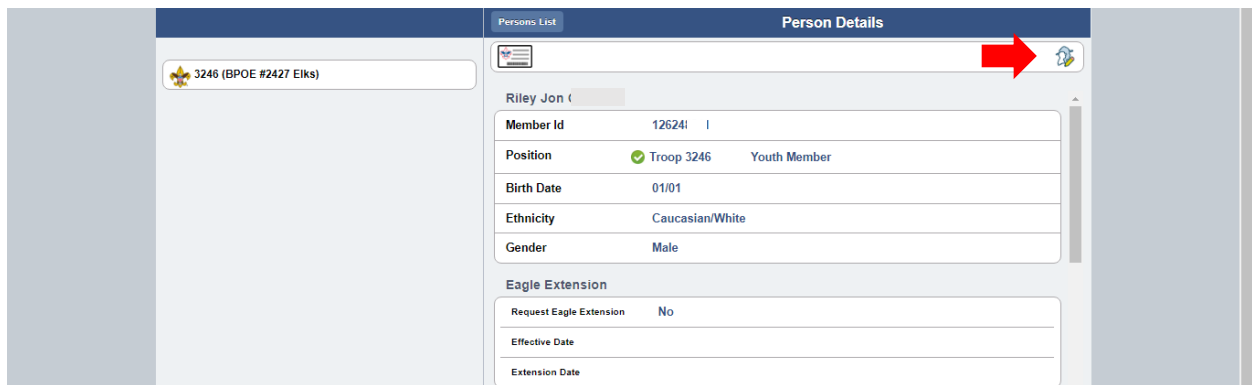 Persons List
Person Details
3246 (BPOE #2427 Elks)
Riley Jon
Member Id 12624
Position Troop 3246 Youth Member
Birth Date 01/01
Ethnicity Caucasian/White
Gender Male
Eagle Extension
Request Eagle Extension No
Effective Date
Extension Date